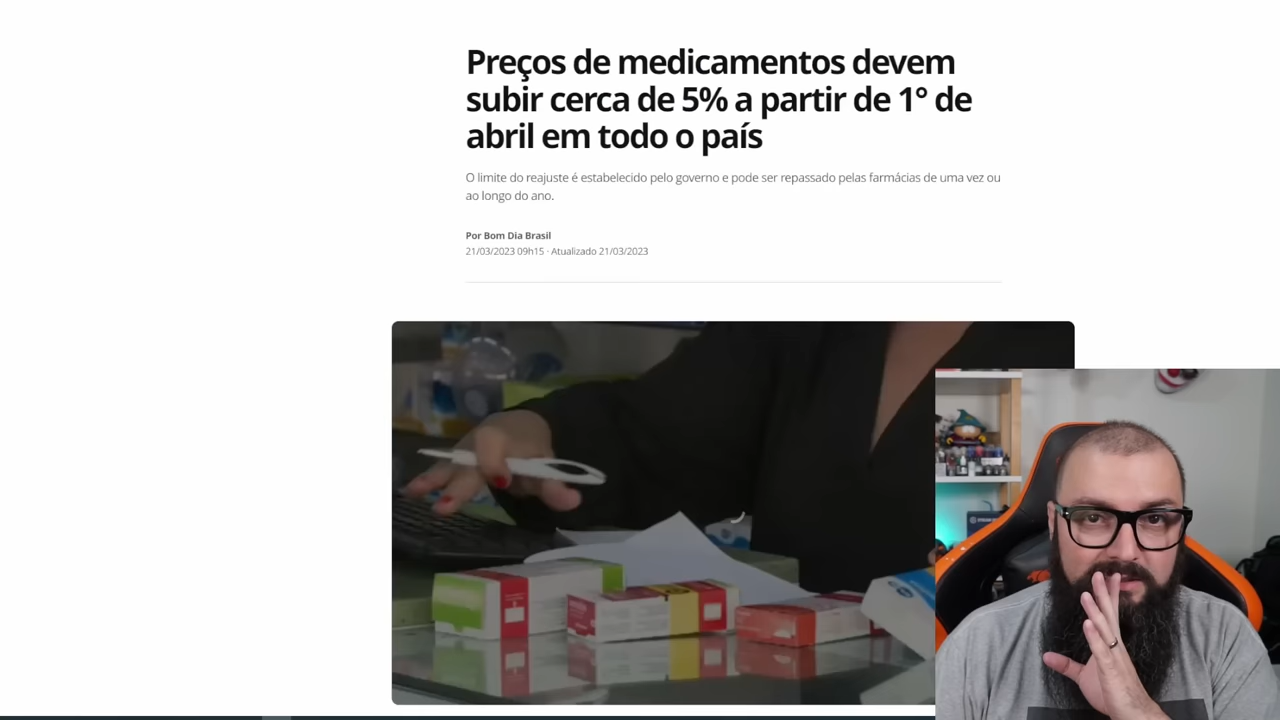 Preços de medicamentos devem
subir cerca de 5% a partir de 1º de
abril em todo o país
O limite do reajuste é estabelecido pelo governo e pode ser repassado pelas farmácias de uma vez ou
ao longo do ano.
Por Bom Dia Brasil
21/03/2023 09h15 · Atualizado 21/03/2023